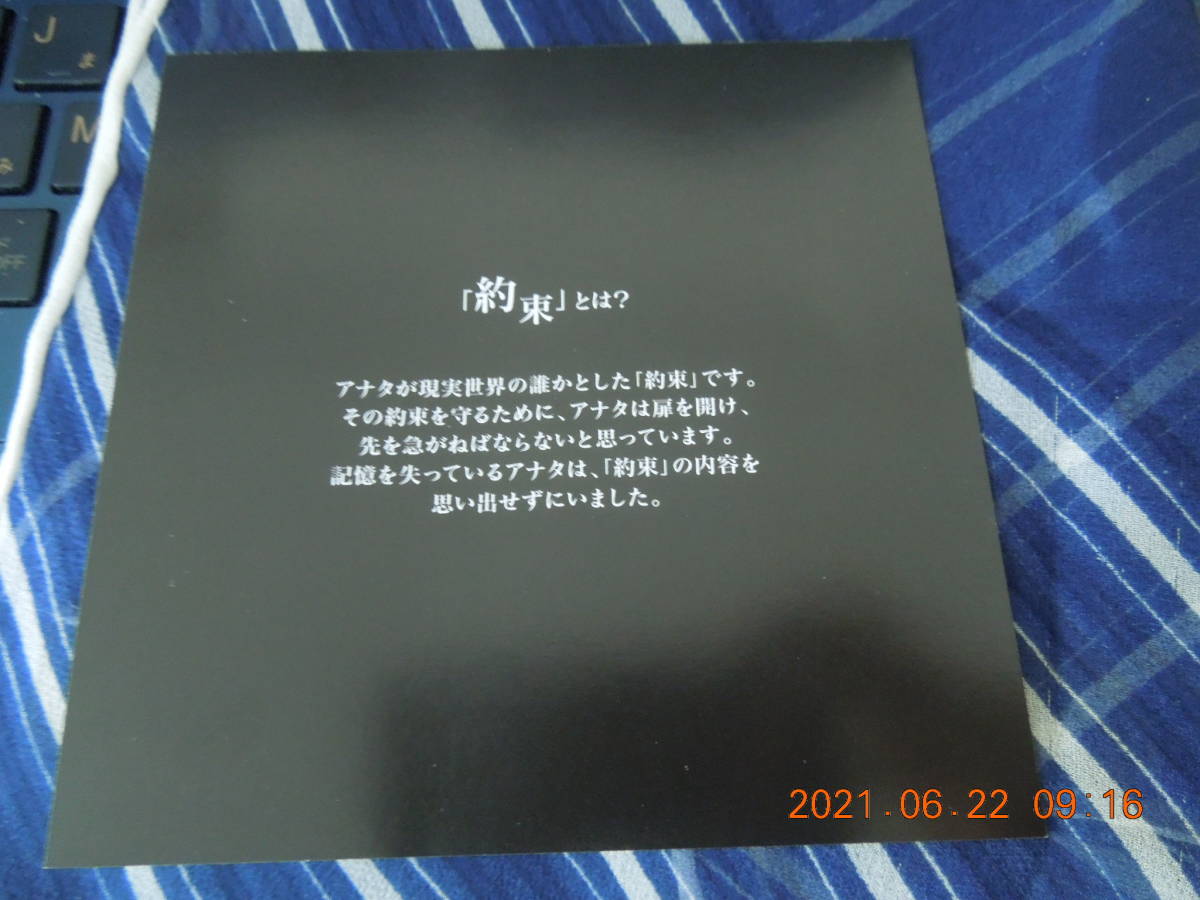 J
ま
M
み
OFF
「約束」とは?
アナタが現実世界の誰かとした「約束」です。
その約束を守るために、アナタは扉を開け、
先を急がねばならないと思っています。
記憶を失っているアナタは、「約束」の内容を
思い出せずにいました。
2021.06.22 09:16